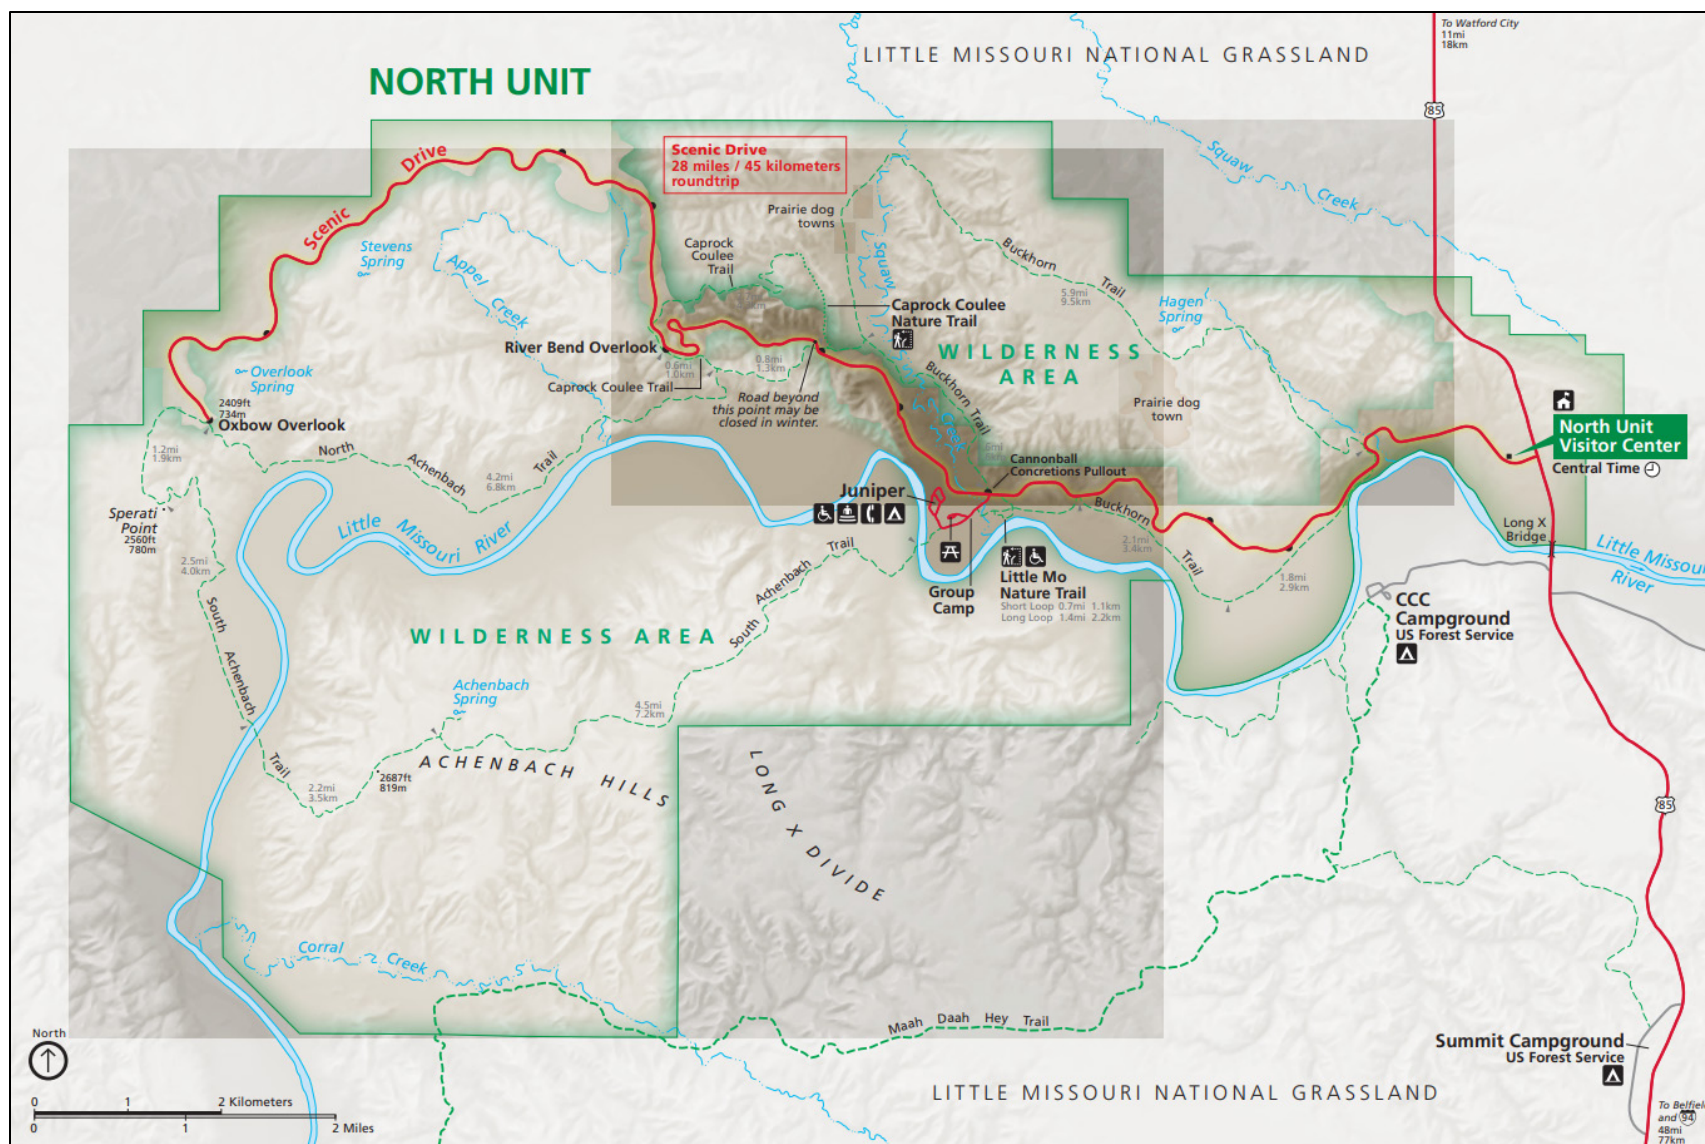 To Watford City
11mi
18km
LITTLE MISSOURI NATIONAL GRASSLAND
NORTH UNIT
85
Scenic Drive
28 miles / 45 kilometers
roundtrip
Scenic Drive
Squaw Creek
Prairie dog
towns
Stevens
Spring
Appel Creek
Caprock
Coulee
Trail
Squaw Creek
Buckhorn Trail
5.9mi
9.5km
Hagen
Spring
Caprock Coulee
Nature Trail
WILDERNESS
AREA
River Bend Overlook
0.6mi
1.0km
0.8mi
1.3km
Caprock Coulee Trail
Overlook
Spring
Road beyond
this point may be
closed in winter.
Buckhorn Trail
Prairie dog
town
2409ft
734m
Oxbow Overlook
North Unit
Visitor Center
Central Time
1.2mi
1.9km
North Achenbach Trail
4.2mi
6.8km
Cannonball
Concretions Pullout
Juniper
Sperati
Point
2560ft
780m
Little Missouri River
Buckhorn Trail
2.1mi
3.4km
Long X
Bridge
Little Missou
River
2.5mi
4.0km
South Achenbach Trail
Group
Camp
Little Mo
Nature Trail
Short Loop 0.7mi 1.1km
Long Loop 1.4mi 2.2km
1.8mi
2.9km
CCC
Campground
US Forest Service
WILDERNESS AREA
South Achenbach Trail
Achenbach
Spring
4.5mi
7.2km
2.2mi
3.5km
2687ft
819m
ACHENBACH HILLS
LONG X DIVIDE
85
Corral Creek
Maah Daah Hey Trail
North
Summit Campground
US Forest Service
LITTLE MISSOURI NATIONAL GRASSLAND
0 1 2 Kilometers
0 1 2 Miles
To Belfield
and 94
48mi
77km